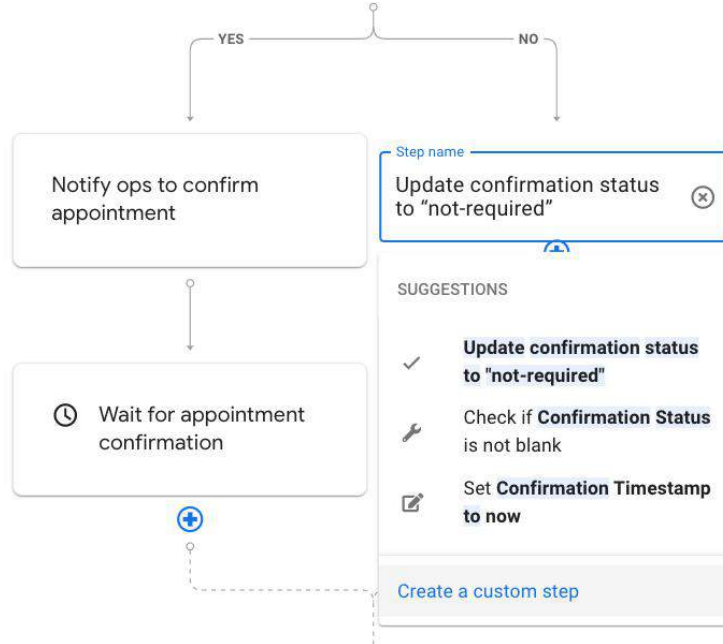 YES
NO
Notify ops to confirm
appointment
Step name
Update confirmation status
to “not-required”
SUGGESTIONS
Update confirmation status
to "not-required"
Check if Confirmation Status
is not blank
Set Confirmation Timestamp
to now
Wait for appointment
confirmation
Create a custom step